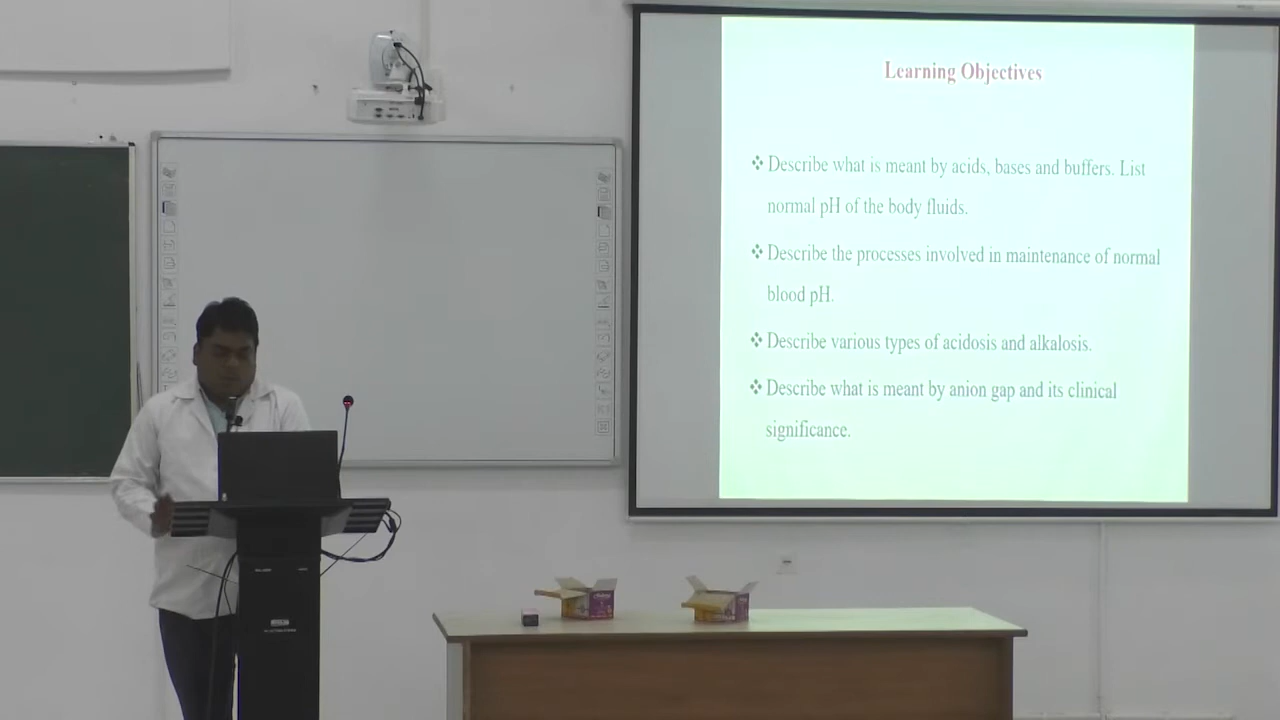 Learning Objectives
❖ Describe what is meant by acids, bases and buffers. List
normal pH of the body fluids.
❖ Describe the processes involved in maintenance of normal
blood pH.
❖ Describe various types of acidosis and alkalosis.
❖ Describe what is meant by anion gap and its clinical
significance.